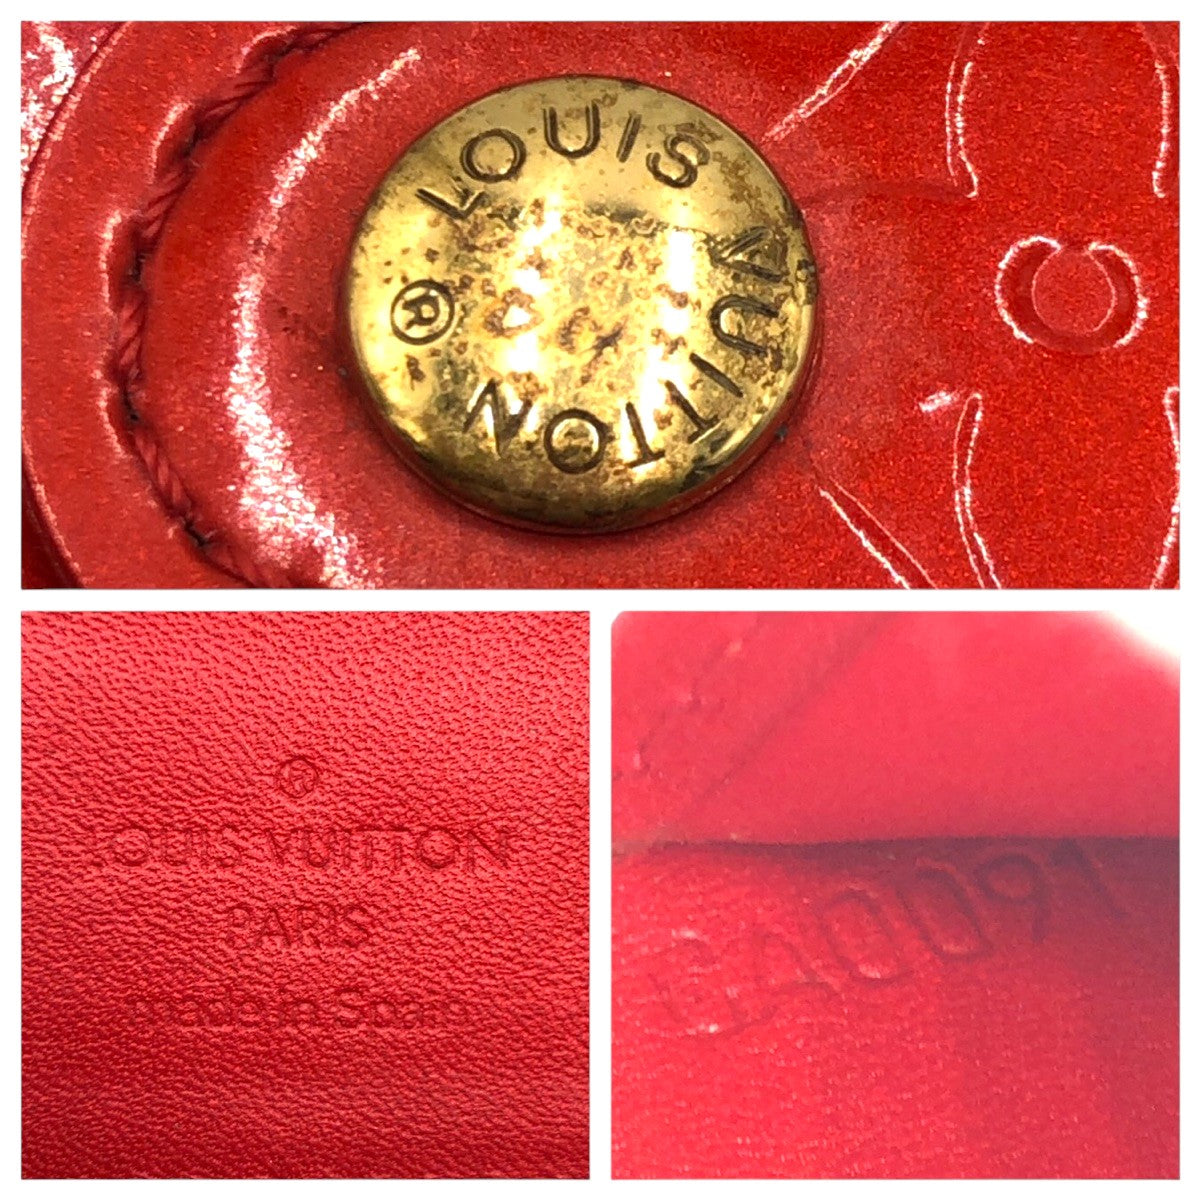 LOUIS VUITTON ®
®
LOUIS VUITTON
PARIS
made in Spain
CA0091